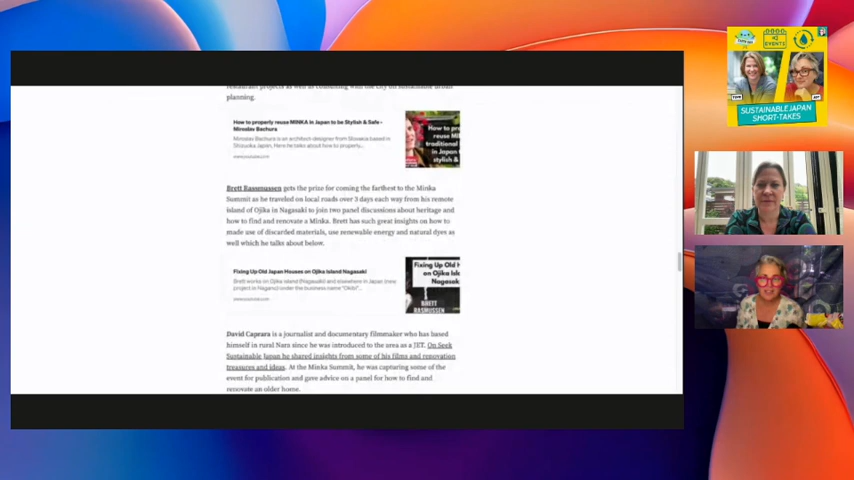 restaurant projects as well as consulting with the city on sustainable urban
planning.
How to properly reuse MINKA in Japan to be Stylish & Safe -
Miroslav Bachura
Miroslav Bachura is an architect designer from Slovakia based in
Shizuoka Japan. Here he talks about how to properly...
www.youtube.com
How to pro
reuse MI
traditional
in Japan
stylish &
Brett Rassmussen gets the prize for coming the farthest to the Minka
Summit as he traveled on local roads over 3 days each way from his remote
island of Ojika in Nagasaki to join two panel discussions about heritage and
how to find and renovate a Minka. Brett has such great insights on how to
made use of discarded materials, use renewable energy and natural dyes as
well which he talks about below.
Fixing Up Old Japan Houses on Ojika Island Nagasaki
Brett works on Ojika Island (Nagasaki) and elsewhere in Japan (new
project in Nagano) under the business name "Okibi"...
www.youtube.com
Fixing Up Old H
on Ojika Isl
Nagasak
BRETT
RASMUSSEN
David Caprara is a journalist and documentary filmmaker who has based
himself in rural Nara since he was introduced to the area as a JET. On Seek
Sustainable Japan he shared insights from some of his films and renovation
treasures and ideas. At the Minka Summit, he was capturing some of the
event for publication and gave advice on a panel for how to find and
renovate an older home.
EVENTS
SUSTAINABLE JAPAN
SHORT-TAKES